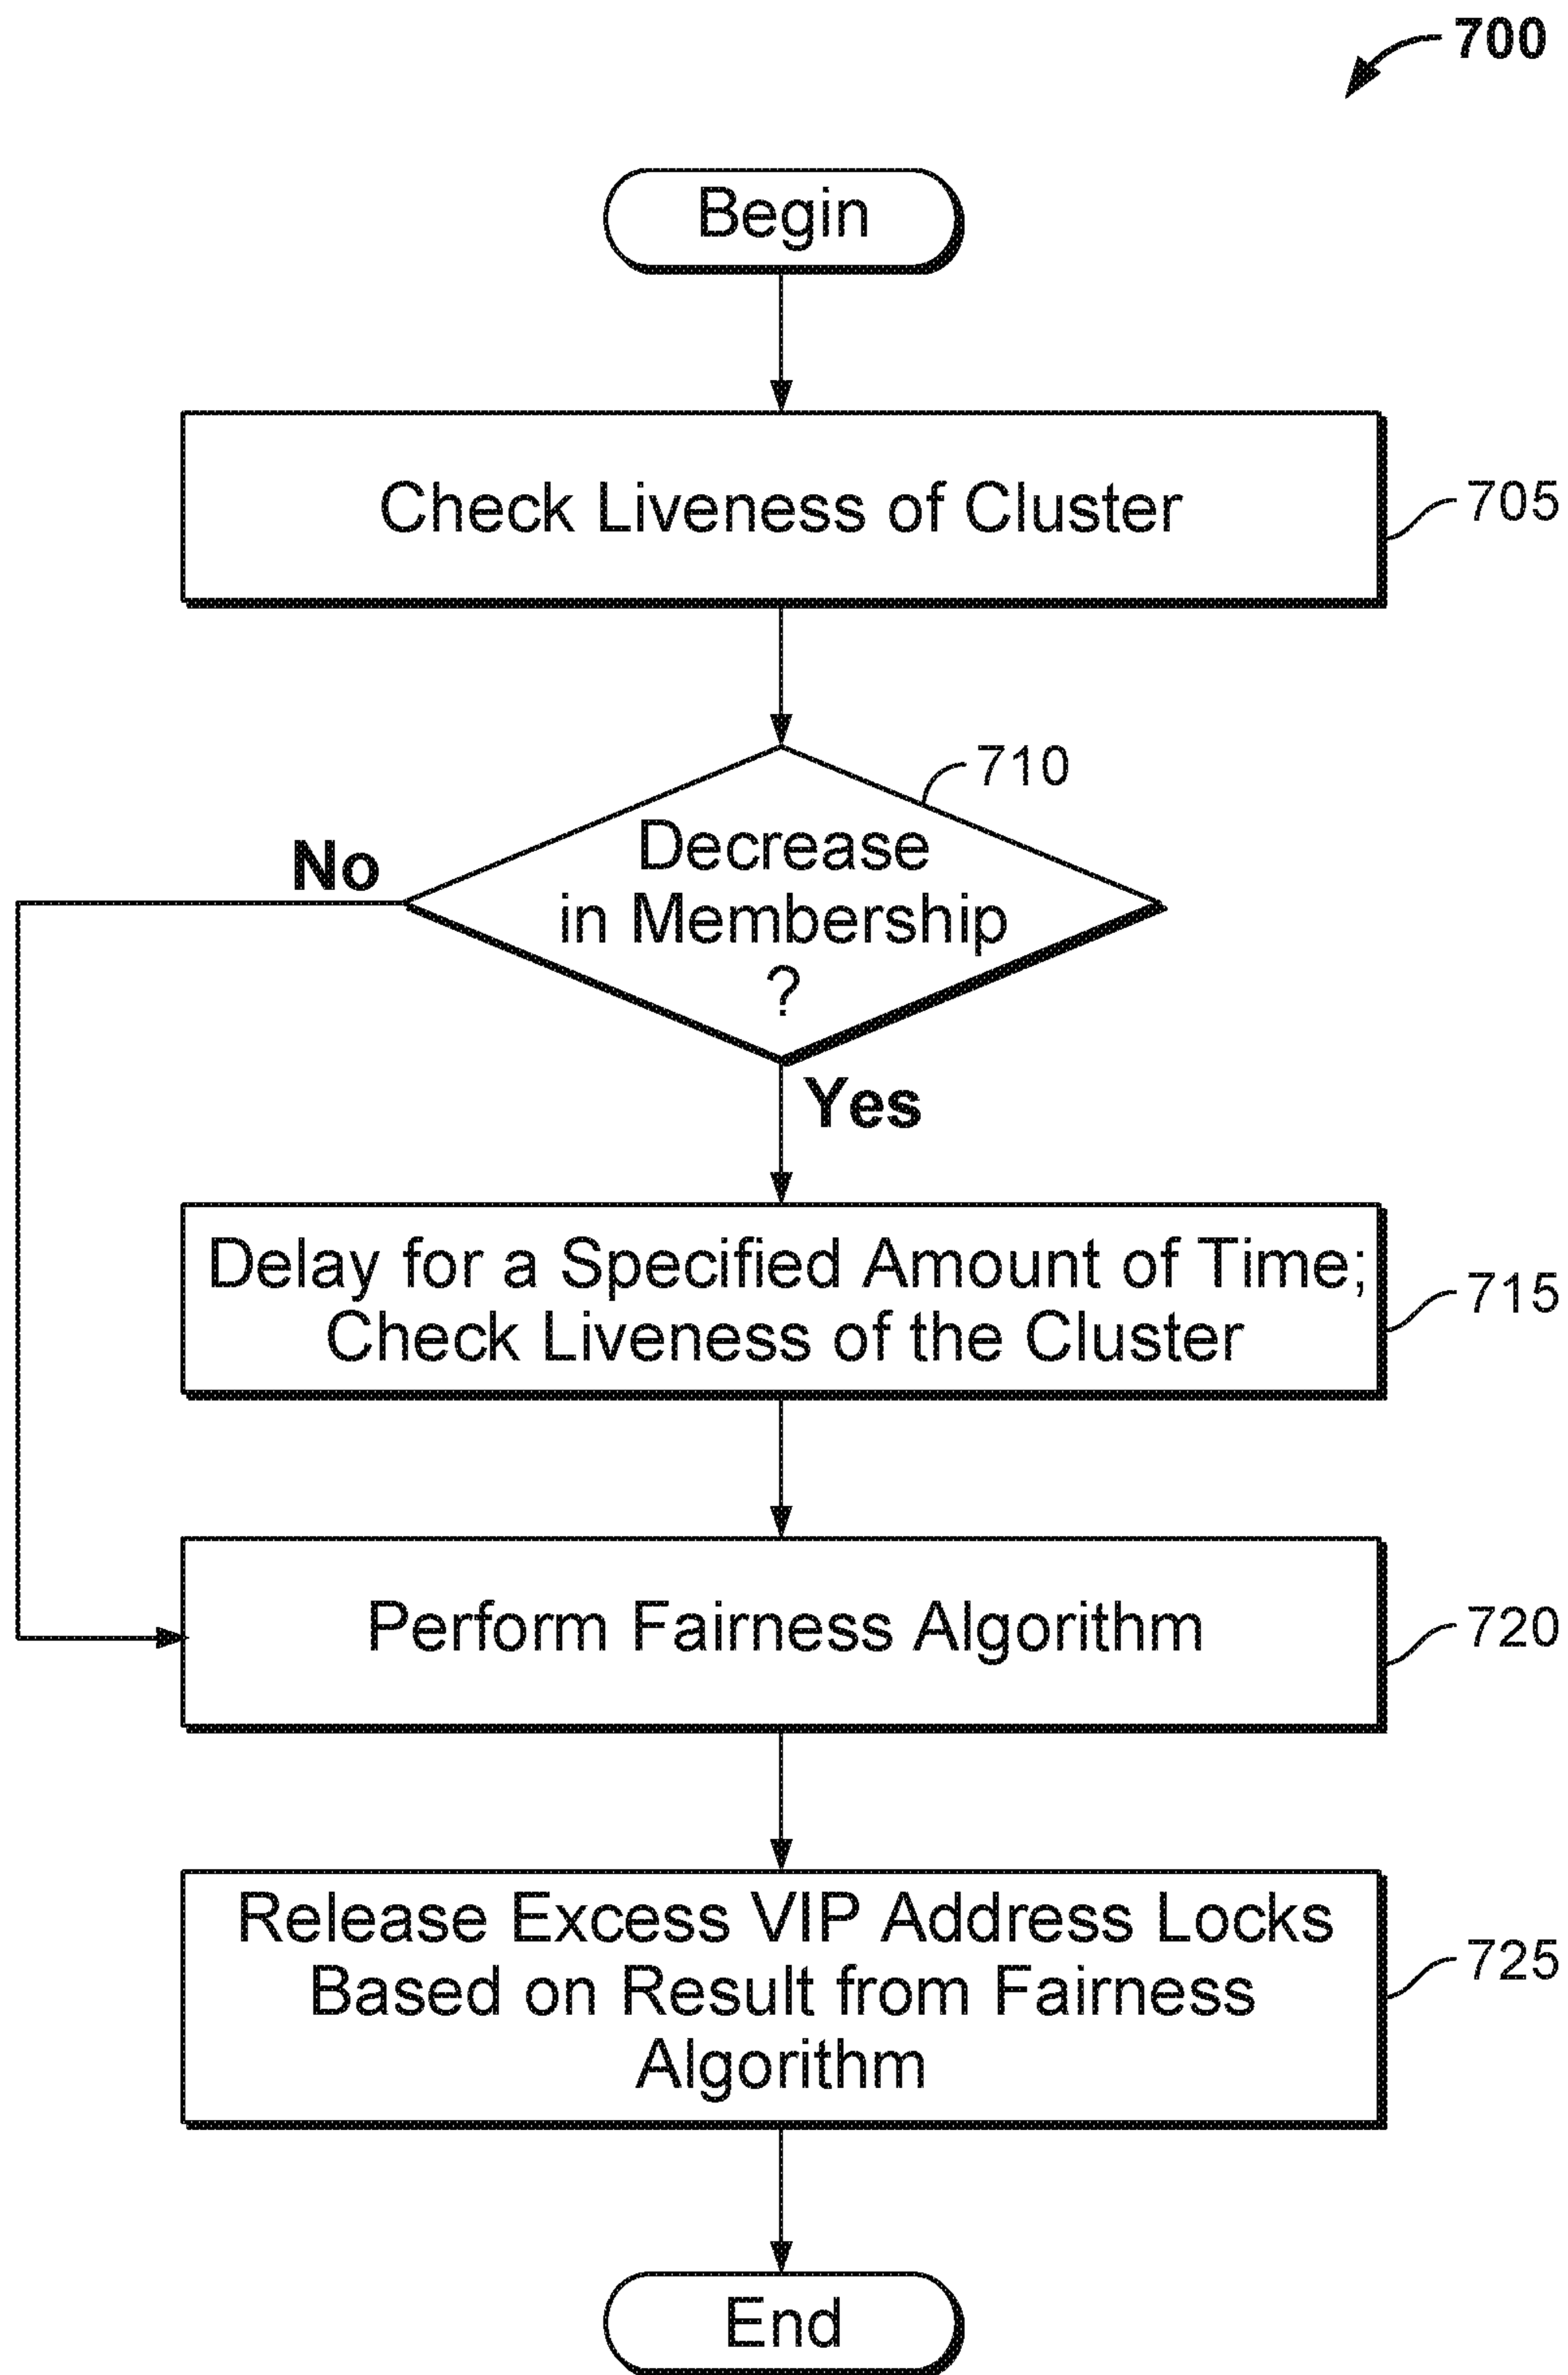 700
Begin
Check Liveness of Cluster
705
710
Decrease
in Membership
?
No
Yes
Delay for a Specified Amount of Time;
Check Liveness of the Cluster
715
Perform Fairness Algorithm
720
Release Excess VIP Address Locks
Based on Result from Fairness
Algorithm
725
End